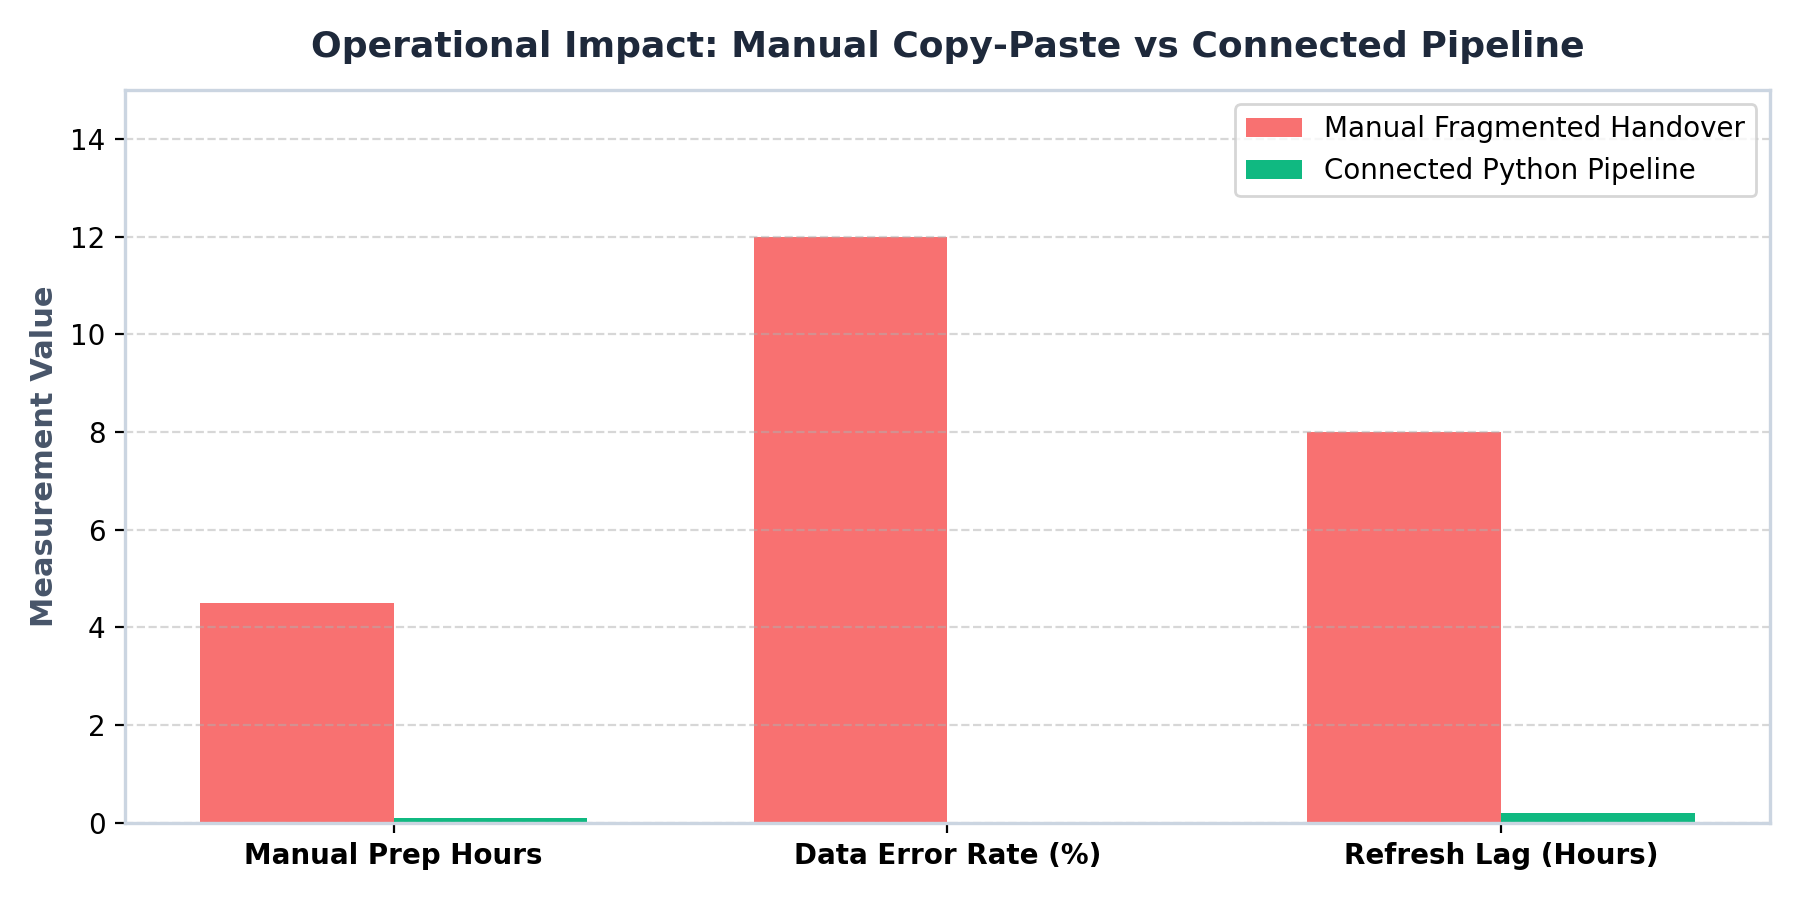 Operational Impact: Manual Copy-Paste vs Connected Pipeline
Manual Fragmented Handover
Connected Python Pipeline
Measurement Value
14
12
10
8
6
4
2
0
Manual Prep Hours
Data Error Rate (%)
Refresh Lag (Hours)